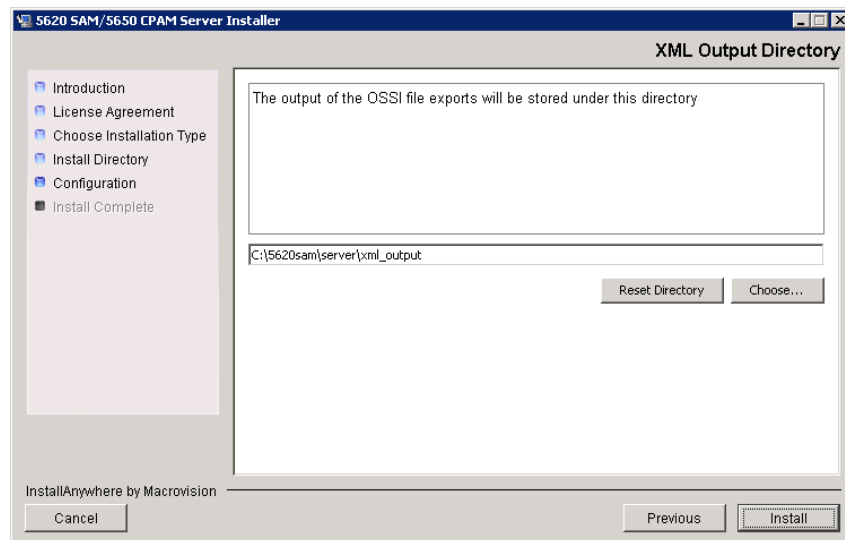 5620 SAM/5650 CPAM Server Installer
XML Output Directory
Introduction
License Agreement
Choose Installation Type
Install Directory
Configuration
Install Complete
The output of the OSSI file exports will be stored under this directory
C:\5620sam\server\xml_output
Reset Directory
Choose...
InstallAnywhere by Macrovision
Cancel
Previous
Install